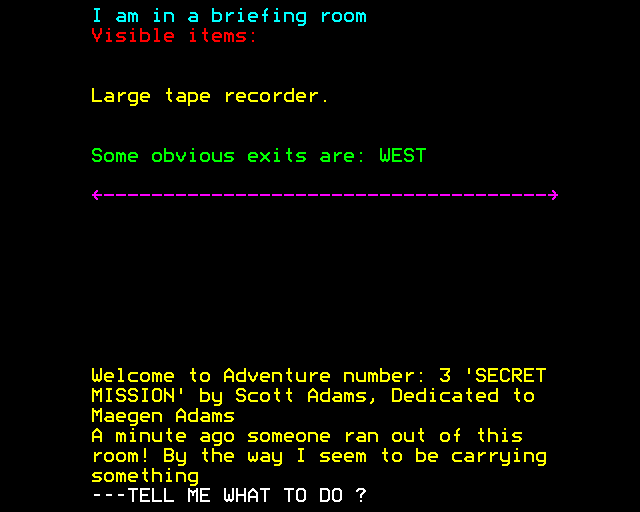 I am in a briefing room
Visible items:
Large tape recorder.
Some obvious exits are: WEST
Welcome to Adventure number: 3 'SECRET
MISSION' by Scott Adams, Dedicated to
Maegen Adams
A minute ago someone ran out of this
room! By the way I seem to be carrying
something
---TELL ME WHAT TO DO ?